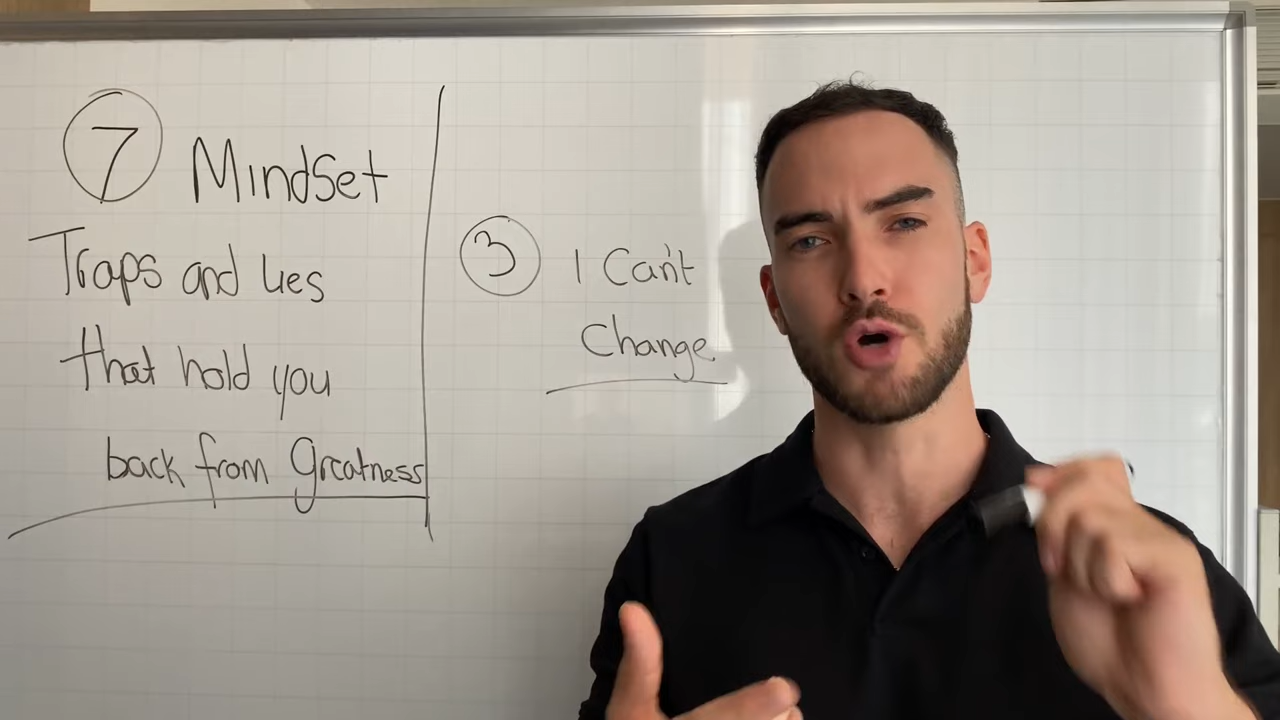 7 MindSet
Traps and lies
that hold you
back from Greatness
3 I Can't
Change